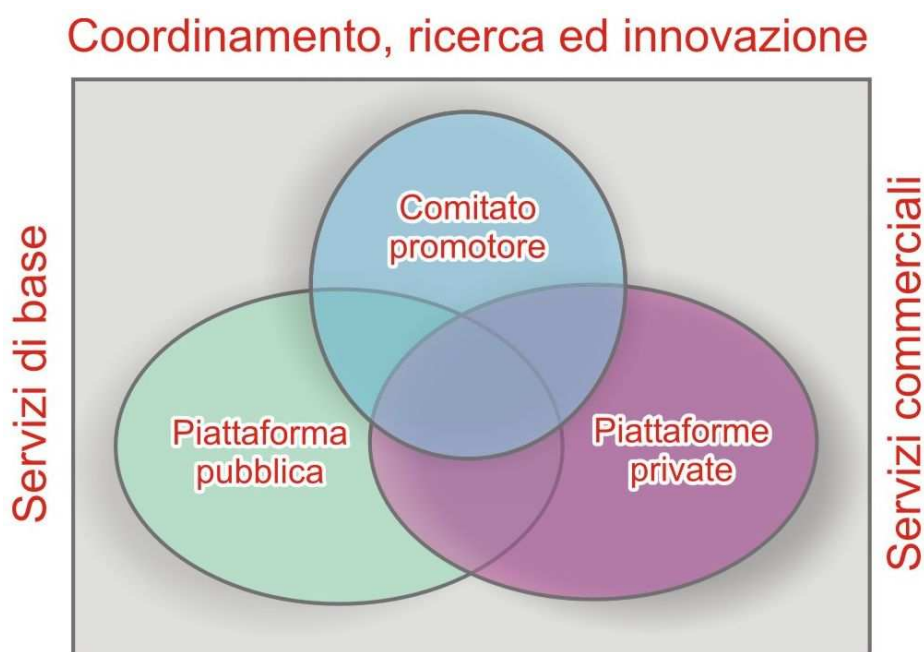 Coordinamento, ricerca ed innovazione
Servizi di base
Comitato
promotore
Piattaforma
pubblica
Piattaforme
private
Servizi commerciali